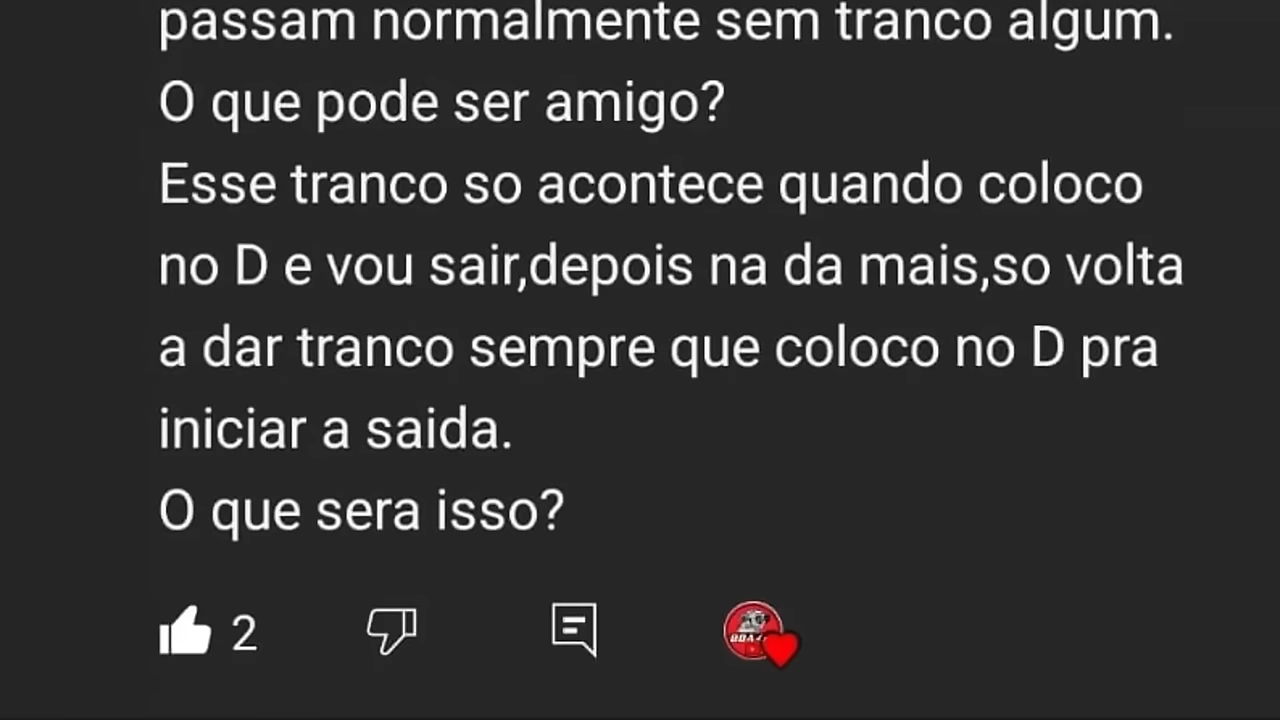 passam normalmente sem tranco algum.
O que pode ser amigo?
Esse tranco so acontece quando coloco
no D e vou sair,depois na da mais,so volta
a dar tranco sempre que coloco no D pra
iniciar a saida.
O que sera isso?
2